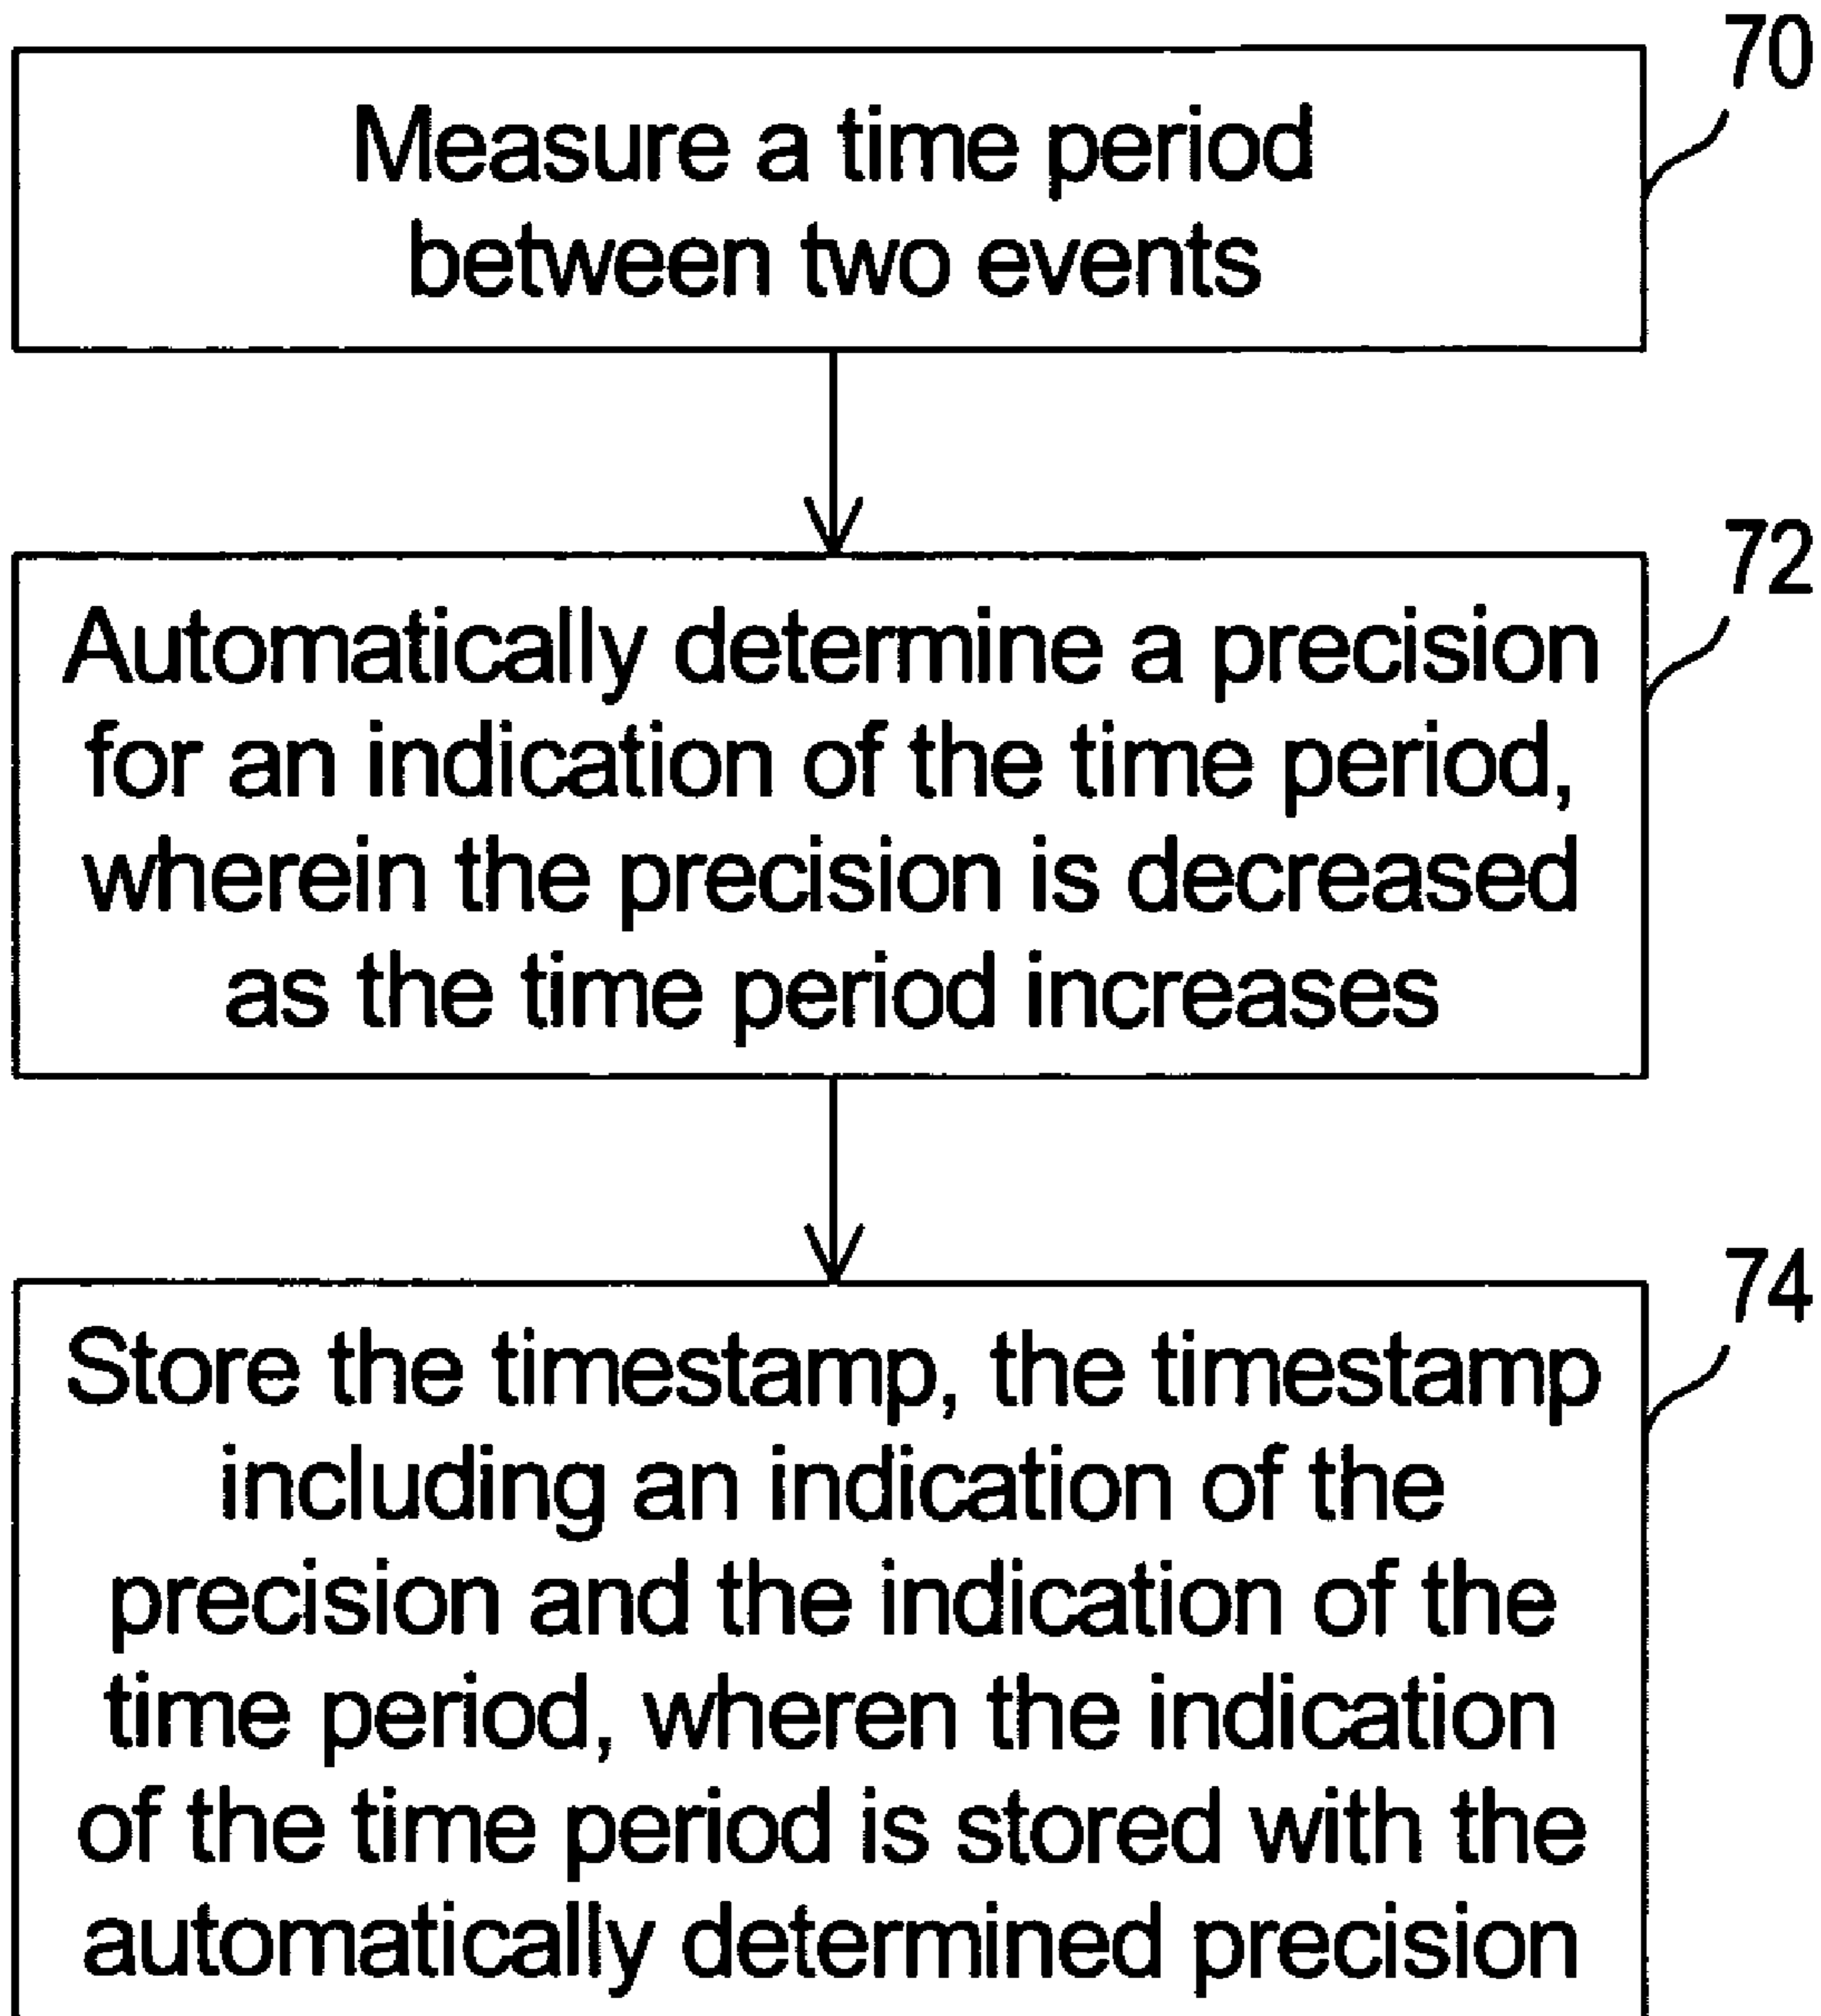 70
Measure a time period
between two events
72
Automatically determine a precision
for an indication of the time period,
wherein the precision is decreased
as the time period increases
74
Store the timestamp, the timestamp
including an indication of the
precision and the indication of the
time period, wheren the indication
of the time period is stored with the
automatically determined precision